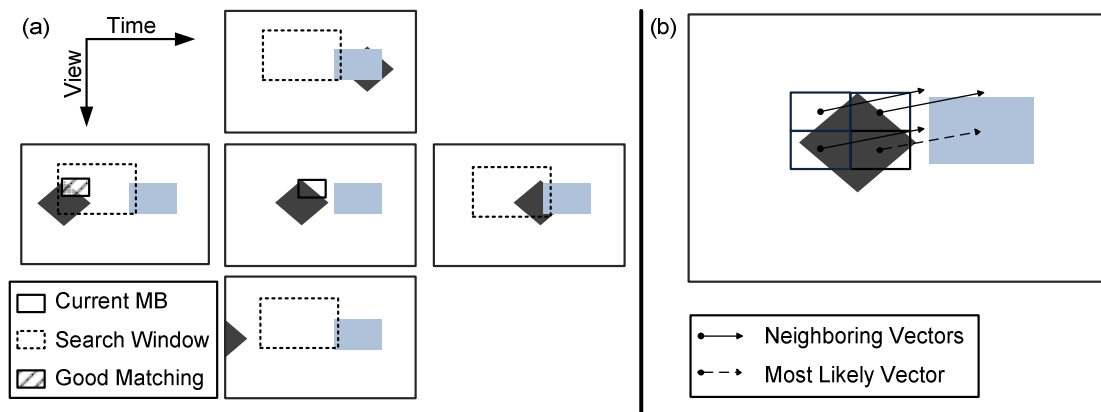 (a)
Time
View
Current MB
Search Window
Good Matching
(b)
Neighboring Vectors
Most Likely Vector